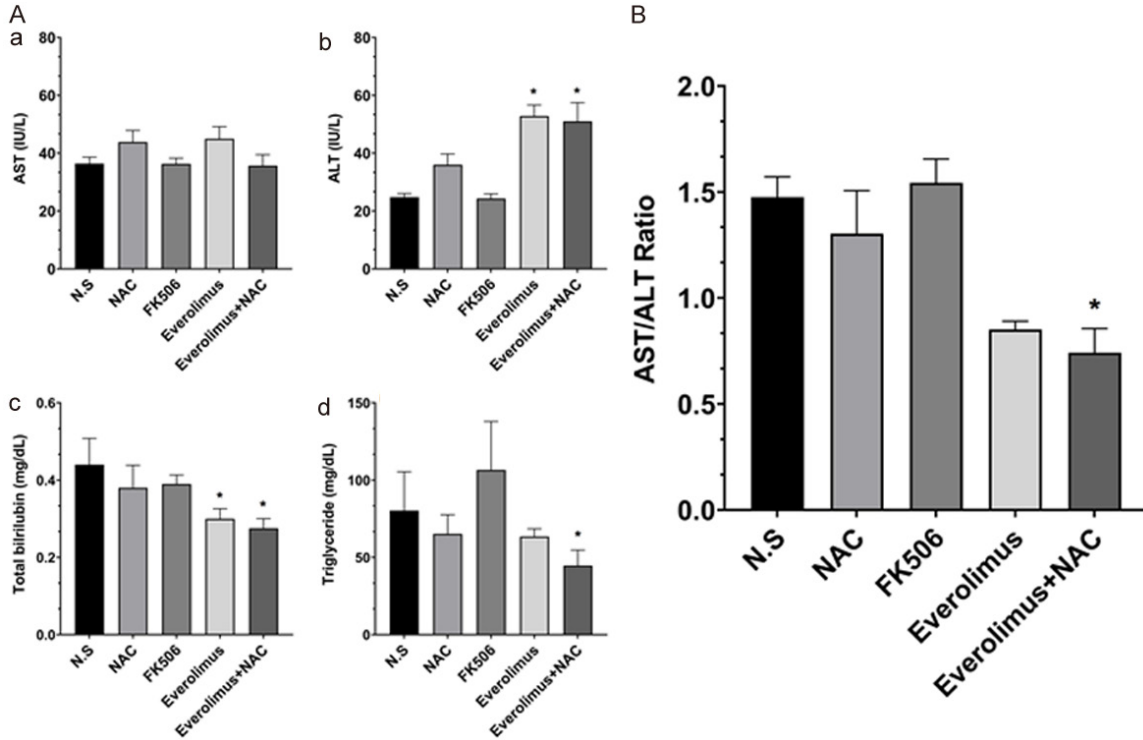 A
a
AST (IU/L)
80
60
40
20
0
N.S
NAC
FK506
Everolimus
Everolimus+NAC
b
ALT (IU/L)
80
60
40
20
0
*
*
N.S
NAC
FK506
Everolimus
Everolimus+NAC
c
Total bilrilubin (mg/dL)
0.6
0.4
0.2
0.0
*
*
N.S
NAC
FK506
Everolimus
Everolimus+NAC
d
Triglyceride (mg/dL)
150
100
50
0
*
N.S
NAC
FK506
Everolimus
Everolimus+NAC
B
AST/ALT Ratio
2.0
1.5
1.0
0.5
0.0
*
N.S
NAC
FK506
Everolimus
Everolimus+NAC